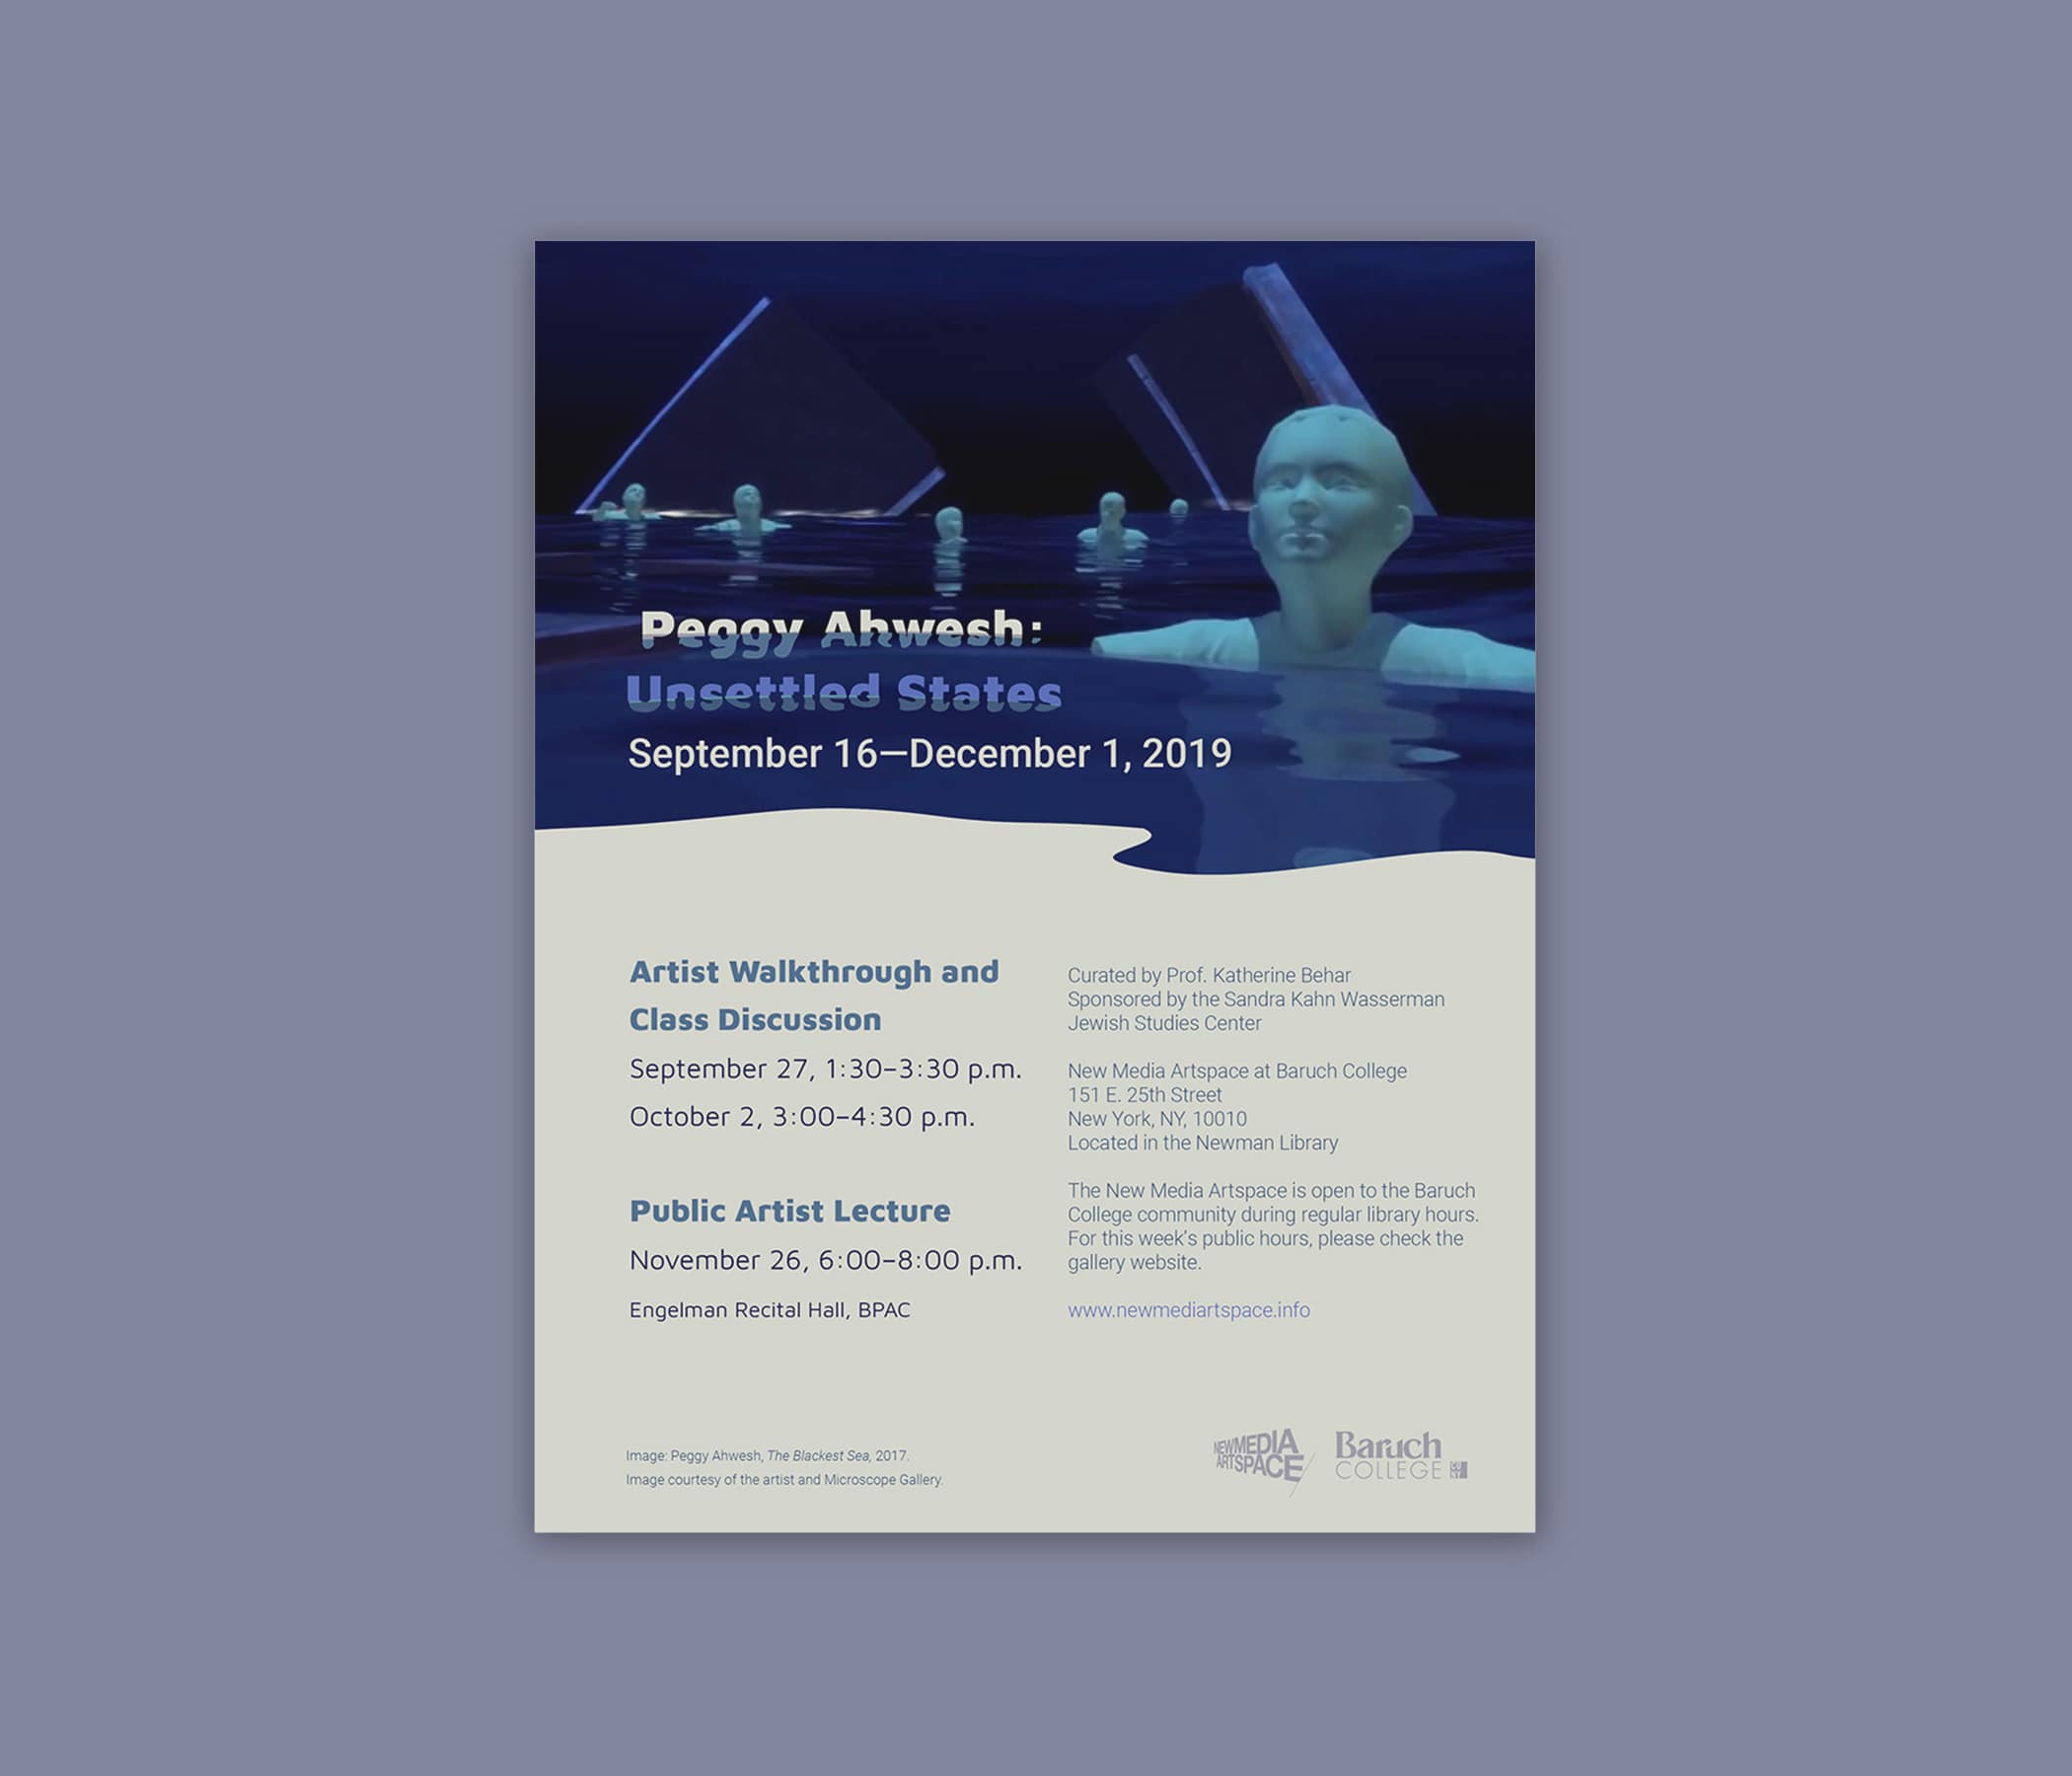 Peggy Ahwesh:
Unsettled States
September 16—December 1, 2019
Artist Walkthrough and
Class Discussion
September 27, 1:30–3:30 p.m.
October 2, 3:00–4:30 p.m.
Public Artist Lecture
November 26, 6:00–8:00 p.m.
Engelman Recital Hall, BPAC
Curated by Prof. Katherine Behar
Sponsored by the Sandra Kahn Wasserman
Jewish Studies Center
New Media Artspace at Baruch College
151 E. 25th Street
New York, NY, 10010
Located in the Newman Library
The New Media Artspace is open to the Baruch
College community during regular library hours.
For this week’s public hours, please check the
gallery website.
www.newmediartspace.info
Image: Peggy Ahwesh, The Blackest Sea, 2017.
Image courtesy of the artist and Microscope Gallery.
NEWMEDIA
ARTSPACE
Baruch
COLLEGE